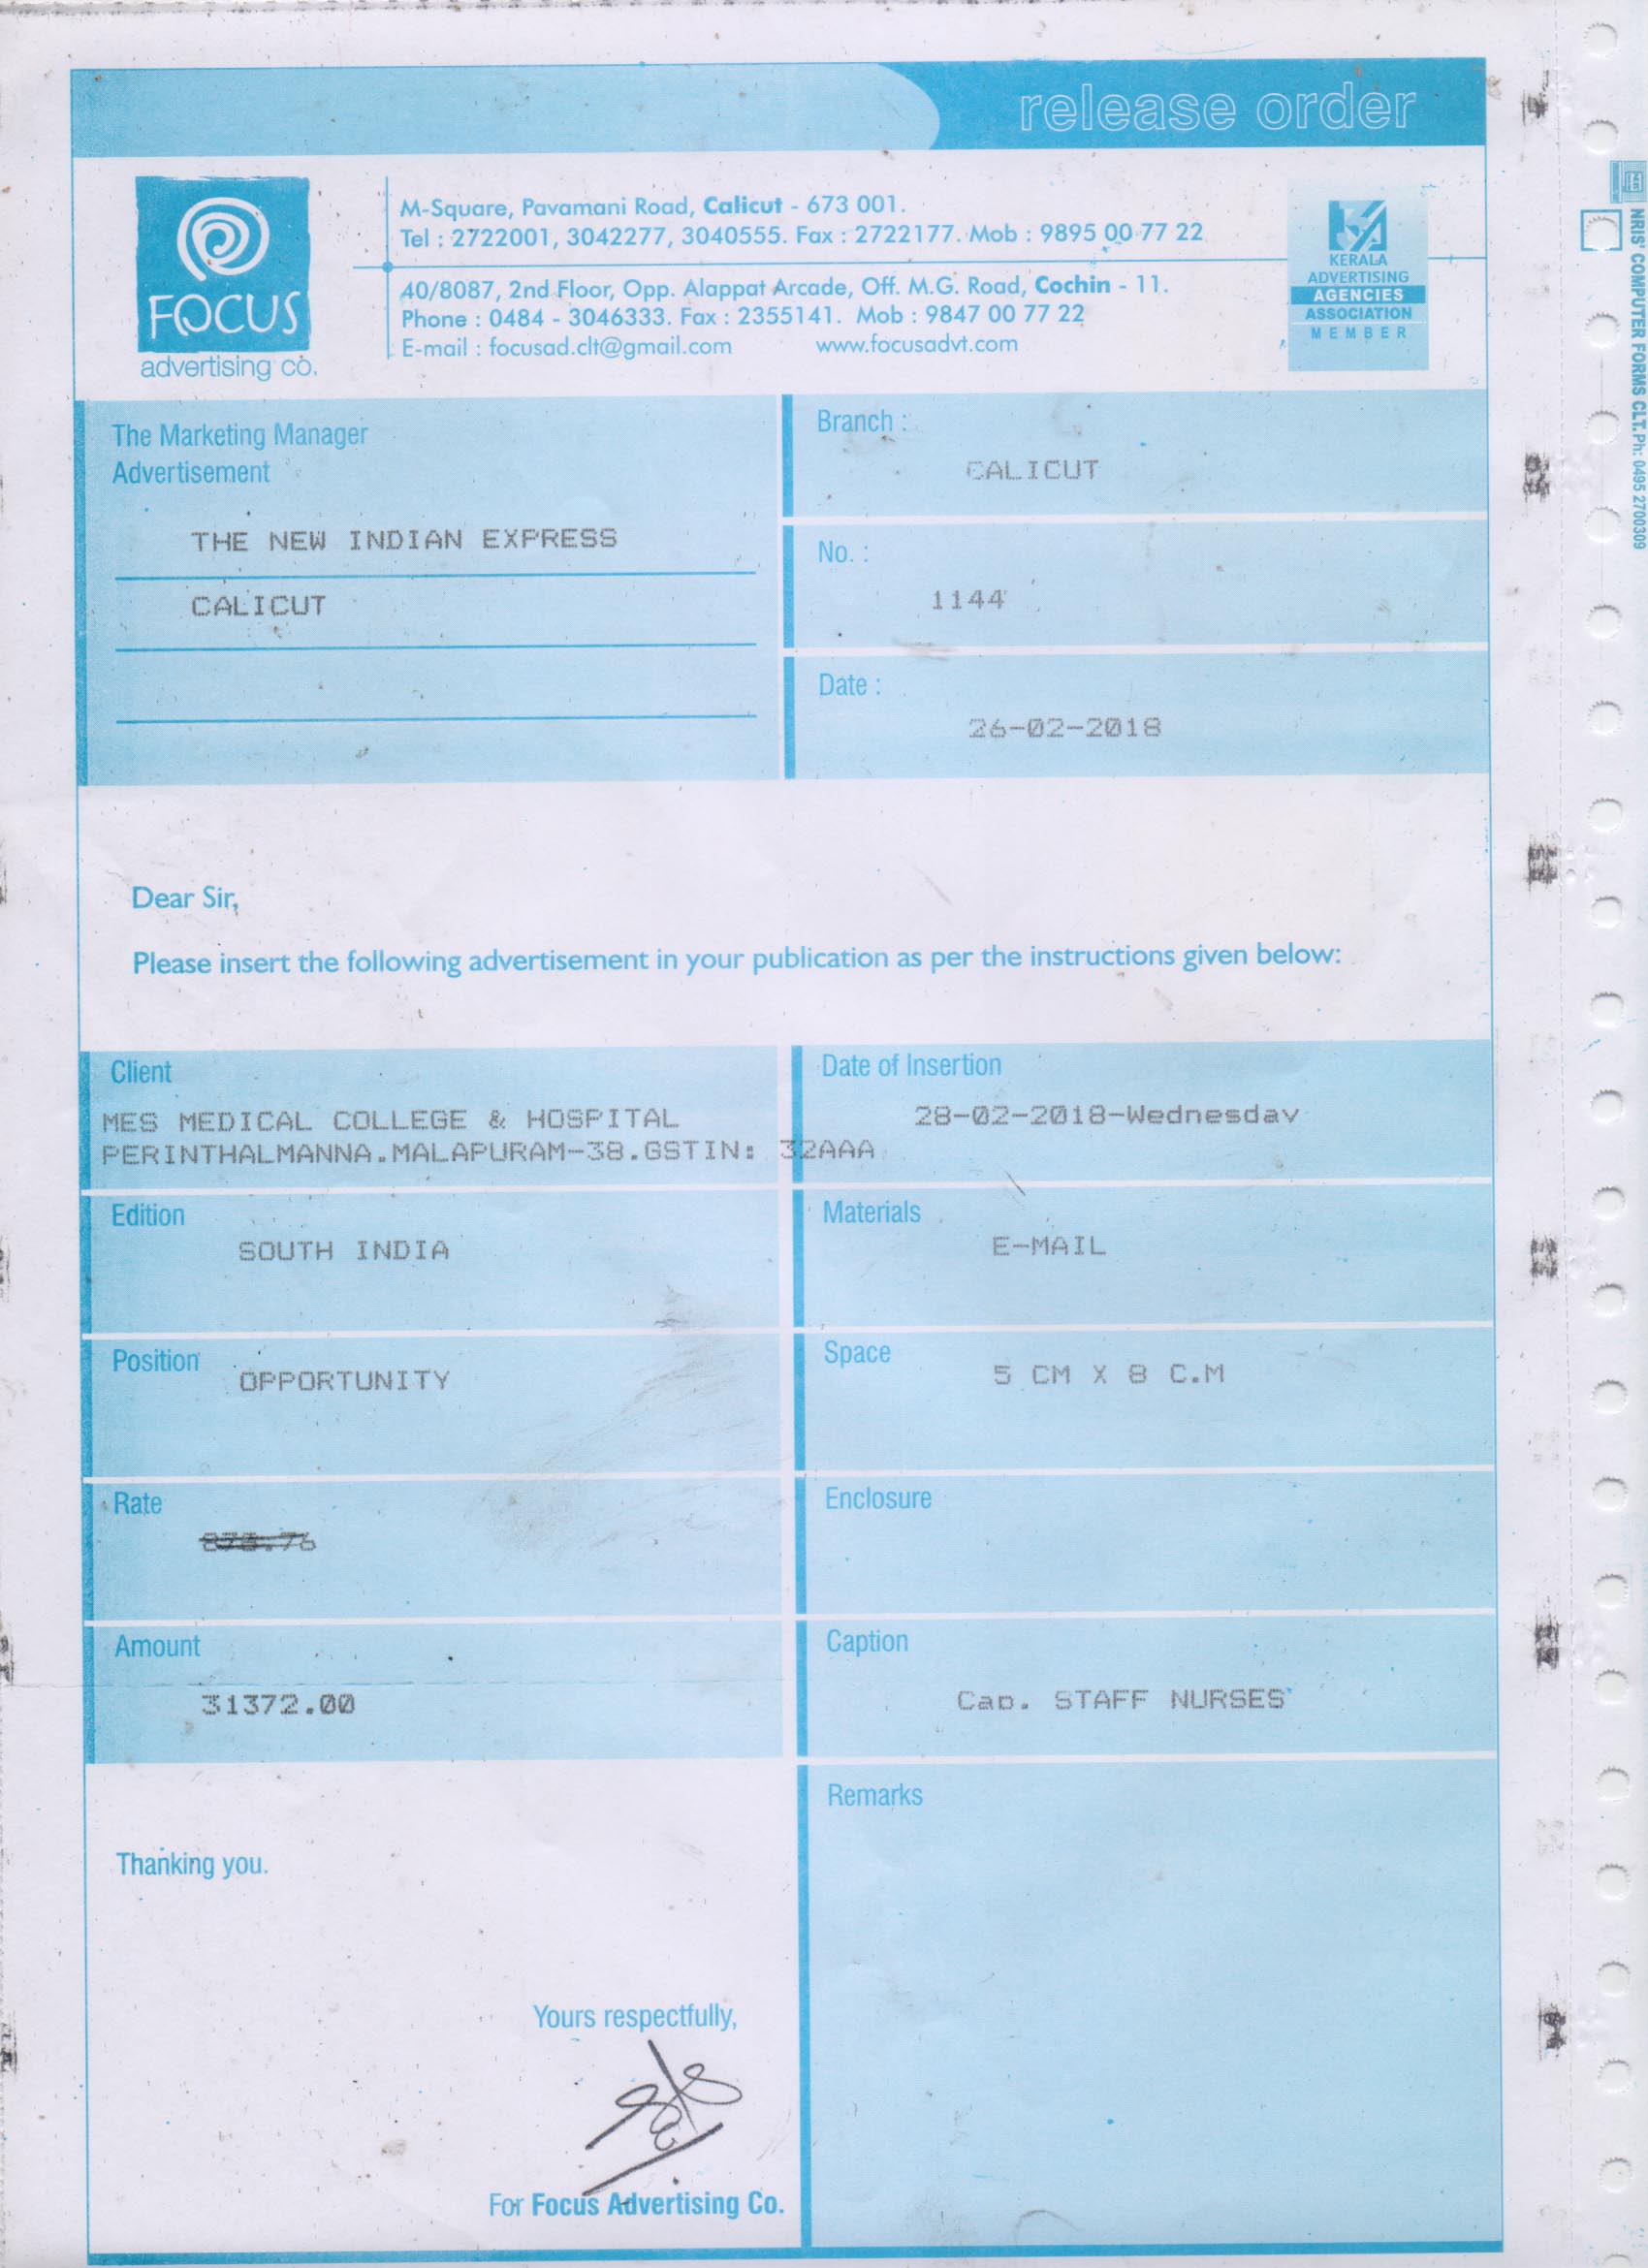 release order
FOCUS
advertising co.
M-Square, Pavamani Road, Calicut - 673 001.
Tel : 2722001, 3042277, 3040555. Fax : 2722177. Mob : 9895 00 77 22
40/8087, 2nd Floor, Opp. Alappat Arcade, Off. M.G. Road, Cochin - 11.
Phone : 0484 - 3046333. Fax : 2355141. Mob : 9847 00 77 22
E-mail : focusad.clt@gmail.com www.focusadvt.com
KERALA
ADVERTISING
AGENCIES
ASSOCIATION
MEMBER
NRIS' COMPUTER FORMS CLT. Ph: 0495 2700309
The Marketing Manager
Advertisement
THE NEW INDIAN EXPRESS
CALICUT
Branch :
CALICUT
No. :
1144
Date :
26-02-2018
Dear Sir,
Please insert the following advertisement in your publication as per the instructions given below:
Client
MES MEDICAL COLLEGE & HOSPITAL
PERINTHALMANNA.MALAPURAM-38.GSTIN: 32AAA
Date of Insertion
28-02-2018-Wednesday
Edition
SOUTH INDIA
Materials
E-MAIL
Position
OPPORTUNITY
Space
5 CM X 8 C.M
Rate
Enclosure
Amount
31372.00
Caption
Cap. STAFF NURSES
Remarks
Thanking you.
Yours respectfully,
For Focus Advertising Co.